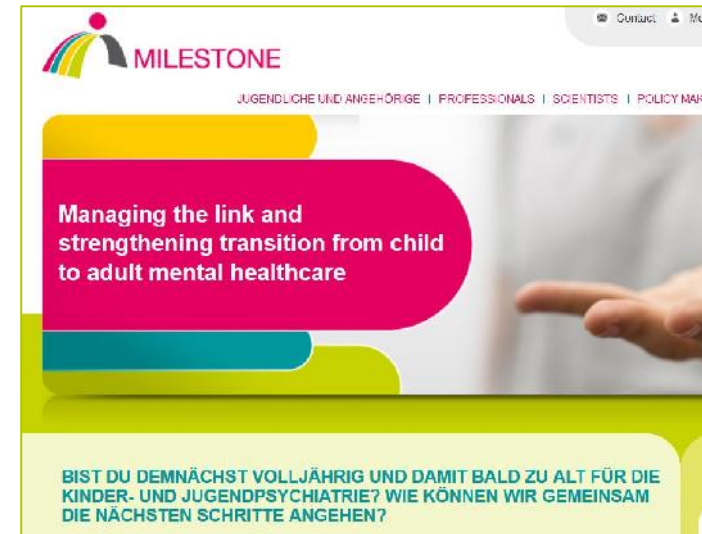 Contact
MILESTONE
JUGENDLICHE UND ANGEHÖRIGE | PROFESSIONALS | SCIENTISTS | POLICY
Managing the link and
strengthening transition from child
to adult mental healthcare
BIST DU DEMNÄCHST VOLLJÄHRIG UND DAMIT BALD ZU ALT FÜR DIE
KINDER- UND JUGENDPSYCHIATRIE? WIE KÖNNEN WIR GEMEINSAM
DIE NÄCHSTEN SCHRITTE ANGEHEN?